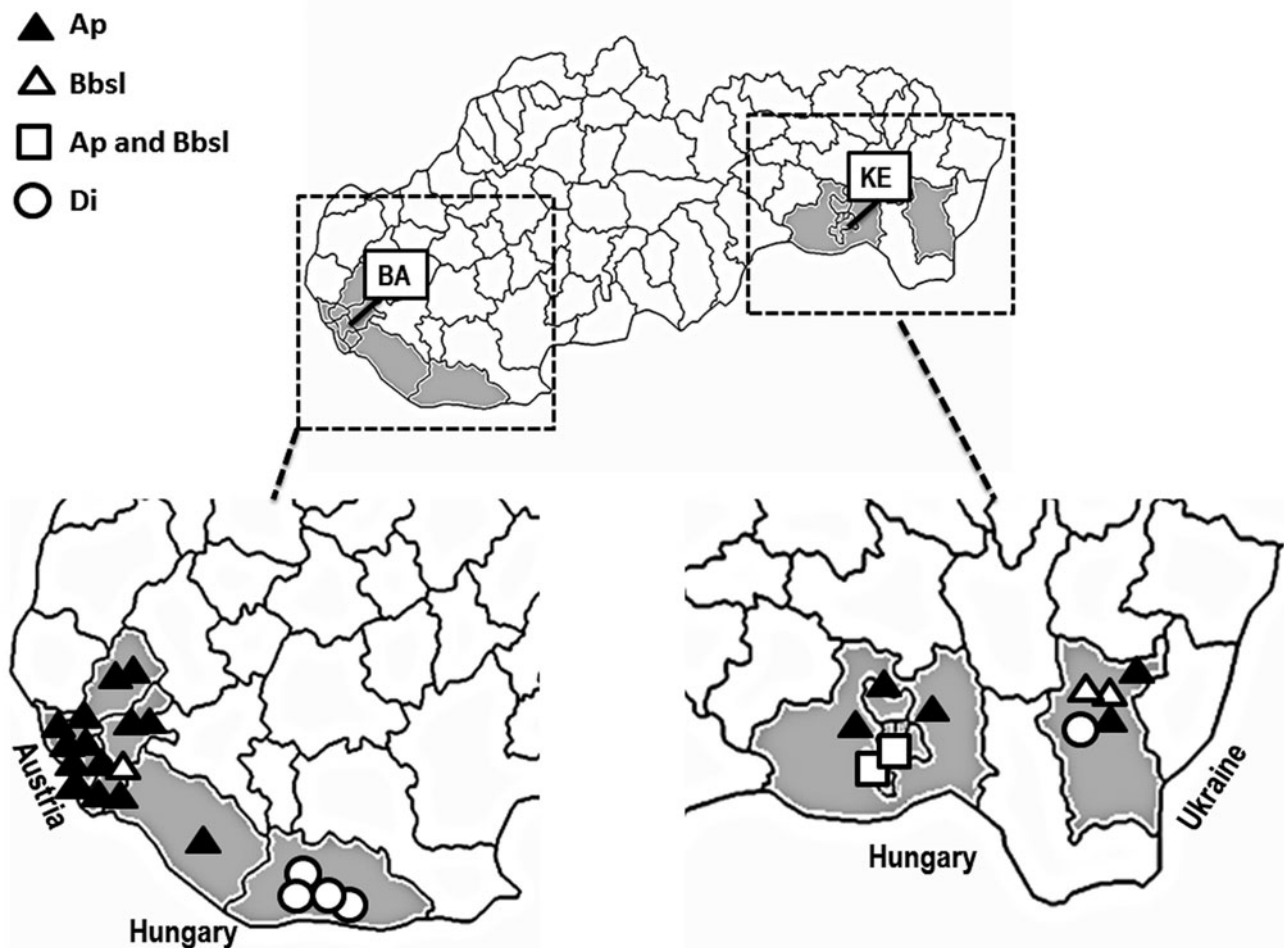 Ap
Bbsl
Ap and Bbsl
Di
KE
BA
Austria
Hungary
Hungary
Ukraine